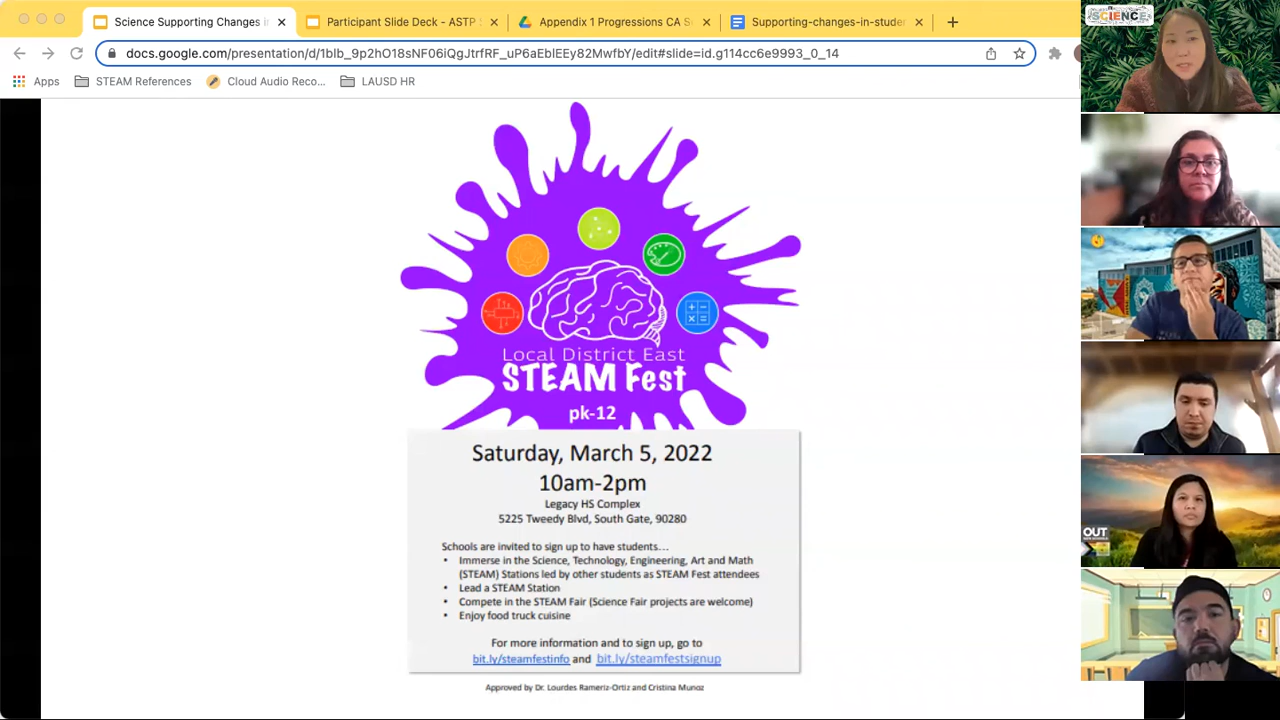 Science Supporting Changes i
Participant Slide Deck - ASTP
Appendix 1 Progressions CA S
Supporting-changes-in-Studer
docs.google.com/presentation/d/1blb_9p2hO18sNF06iQgJtrfRF_uP6aEblEEy82MwfbY/edit#slide=id.g114cc6e9993_0_14
Apps
STEAM References
Cloud Audio Reco...
LAUSD HR
SCIENCE
Local District East
STEAM Fest
pk-12
Saturday, March 5, 2022
10am-2pm
Legacy HS Complex
5225 Tweedy Blvd, South Gate, 90280
Schools are invited to sign up to have students…
• Immerse in the Science, Technology, Engineering, Art and Math
(STEAM) Stations led by other students as STEAM Fest attendees
• Lead a STEAM Station
• Compete in the STEAM Fair (Science Fair projects are welcome)
• Enjoy food truck cuisine
For more information and to sign up, go to
bit.ly/steamfestinfo and bit.ly/steamfestsignup
Approved by Dr. Lourdes Rameriz-Ortiz and Cristina Munoz
OUT